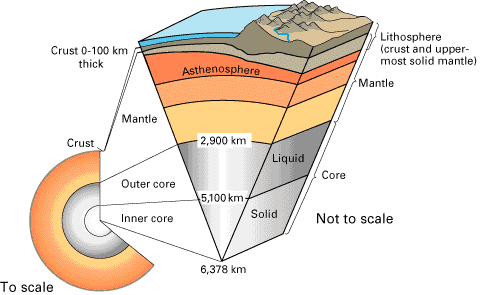 Crust 0-100 km
thick
Asthenosphere
Lithosphere
(crust and upper-
most solid mantle)
Mantle
Mantle
2,900 km
Liquid
Core
5,100 km
Solid
Not to scale
6,378 km
Crust
Outer core
Inner core
To scale